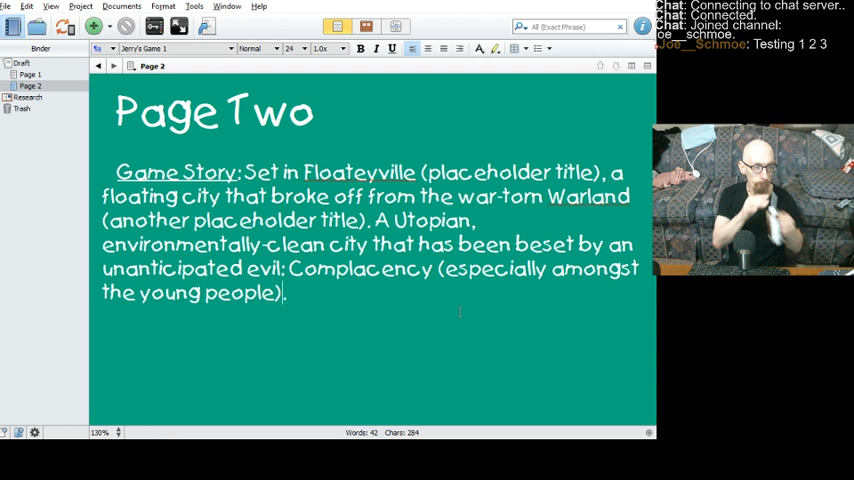 File Edit View Project Documents Format Tools Window Help
Jerry's Game 1 Normal 24 1.0x B I U
All (Exact Phrase)
Binder
Draft
Page 1
Page 2
Research
Trash
Page 2
Page Two
Game Story: Set in Floateyville (placeholder title), a
floating city that broke off from the war-torn Warland
(another placeholder title). A Utopian,
environmentally-clean city that has been beset by an
unanticipated evil: Complacency (especially amongst
the young people).
130%
Words: 42 Chars: 284
Chat: Connecting to chat server..
Chat: Connected.
Chat: Joined channel:
joe__schmoe.
Joe__Schmoe: Testing 1 2 3